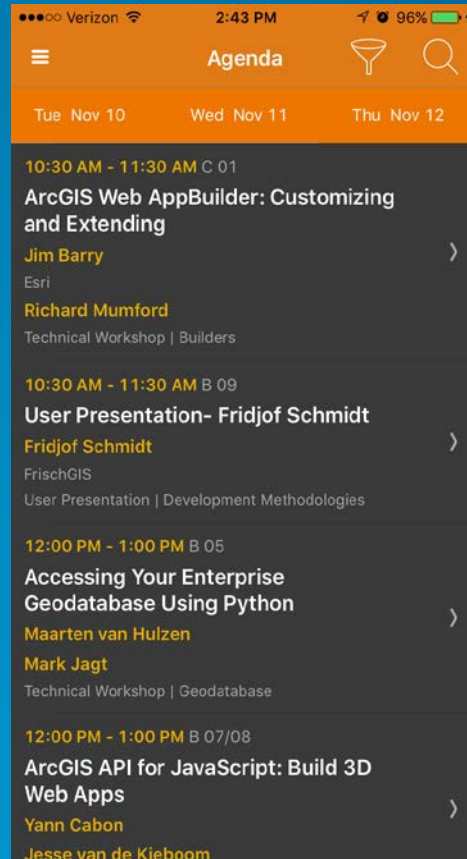 Verizon 2:43 PM 96%
Agenda
Tue Nov 10 Wed Nov 11 Thu Nov 12
10:30 AM - 11:30 AM C 01
ArcGIS Web AppBuilder: Customizing
and Extending
Jim Barry
Esri
Richard Mumford
Technical Workshop | Builders
10:30 AM - 11:30 AM B 09
User Presentation- Fridjof Schmidt
Fridjof Schmidt
FrischGIS
User Presentation | Development Methodologies
12:00 PM - 1:00 PM B 05
Accessing Your Enterprise
Geodatabase Using Python
Maarten van Hulzen
Mark Jagt
Technical Workshop | Geodatabase
12:00 PM - 1:00 PM B 07/08
ArcGIS API for JavaScript: Build 3D
Web Apps
Yann Cabon
Jesse van de Kieboom